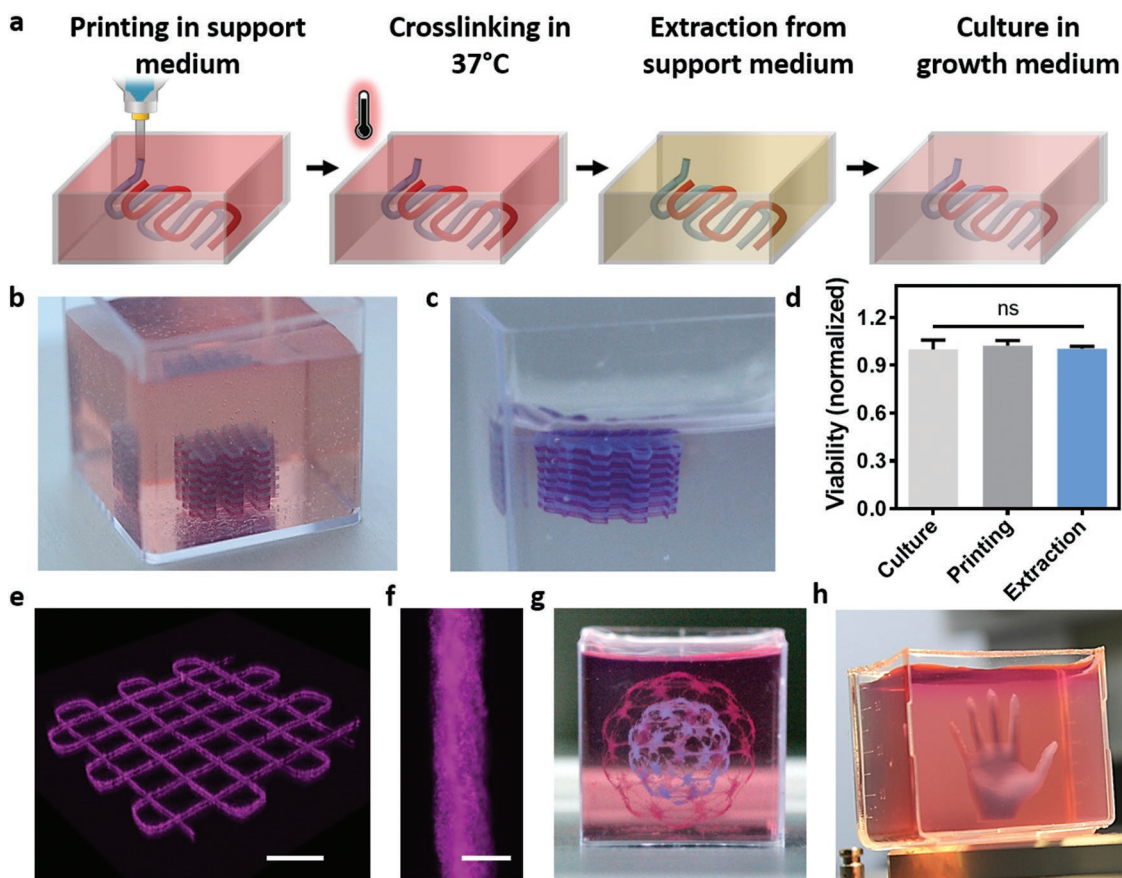 a
Printing in support
medium
Crosslinking in
37°C
Extraction from
support medium
Culture in
growth medium
b
c
d
Viability (normalized)
1.2
0.9
0.6
0.3
0.0
ns
Culture
Printing
Extraction
e
f
g
h